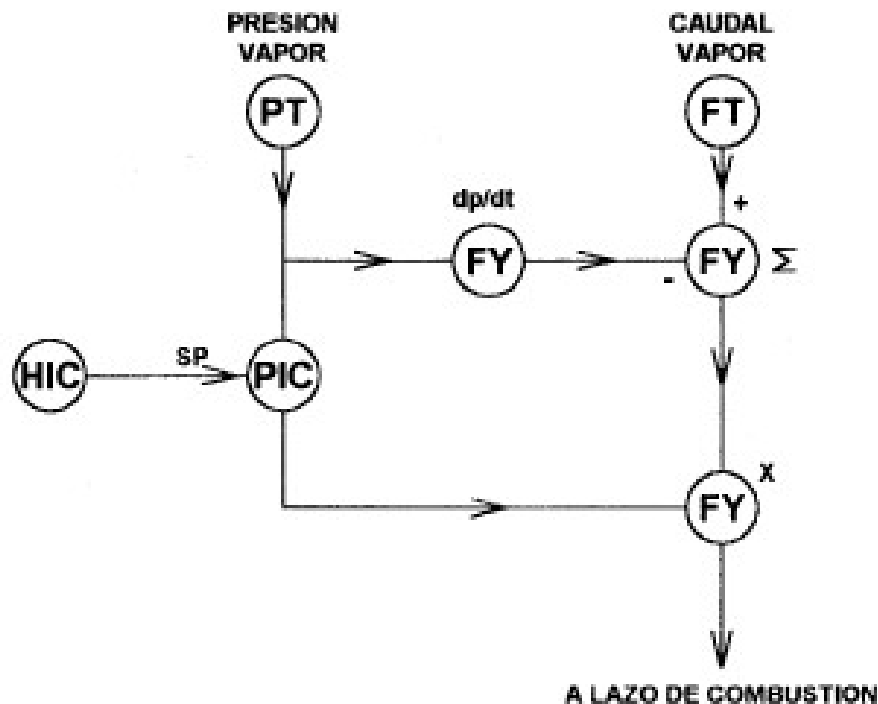 PRESION
VAPOR
CAUDAL
VAPOR
PT
FT
dp/dt
+
FY
-
FY
Σ
HIC
SP
PIC
X
FY
A LAZO DE COMBUSTION